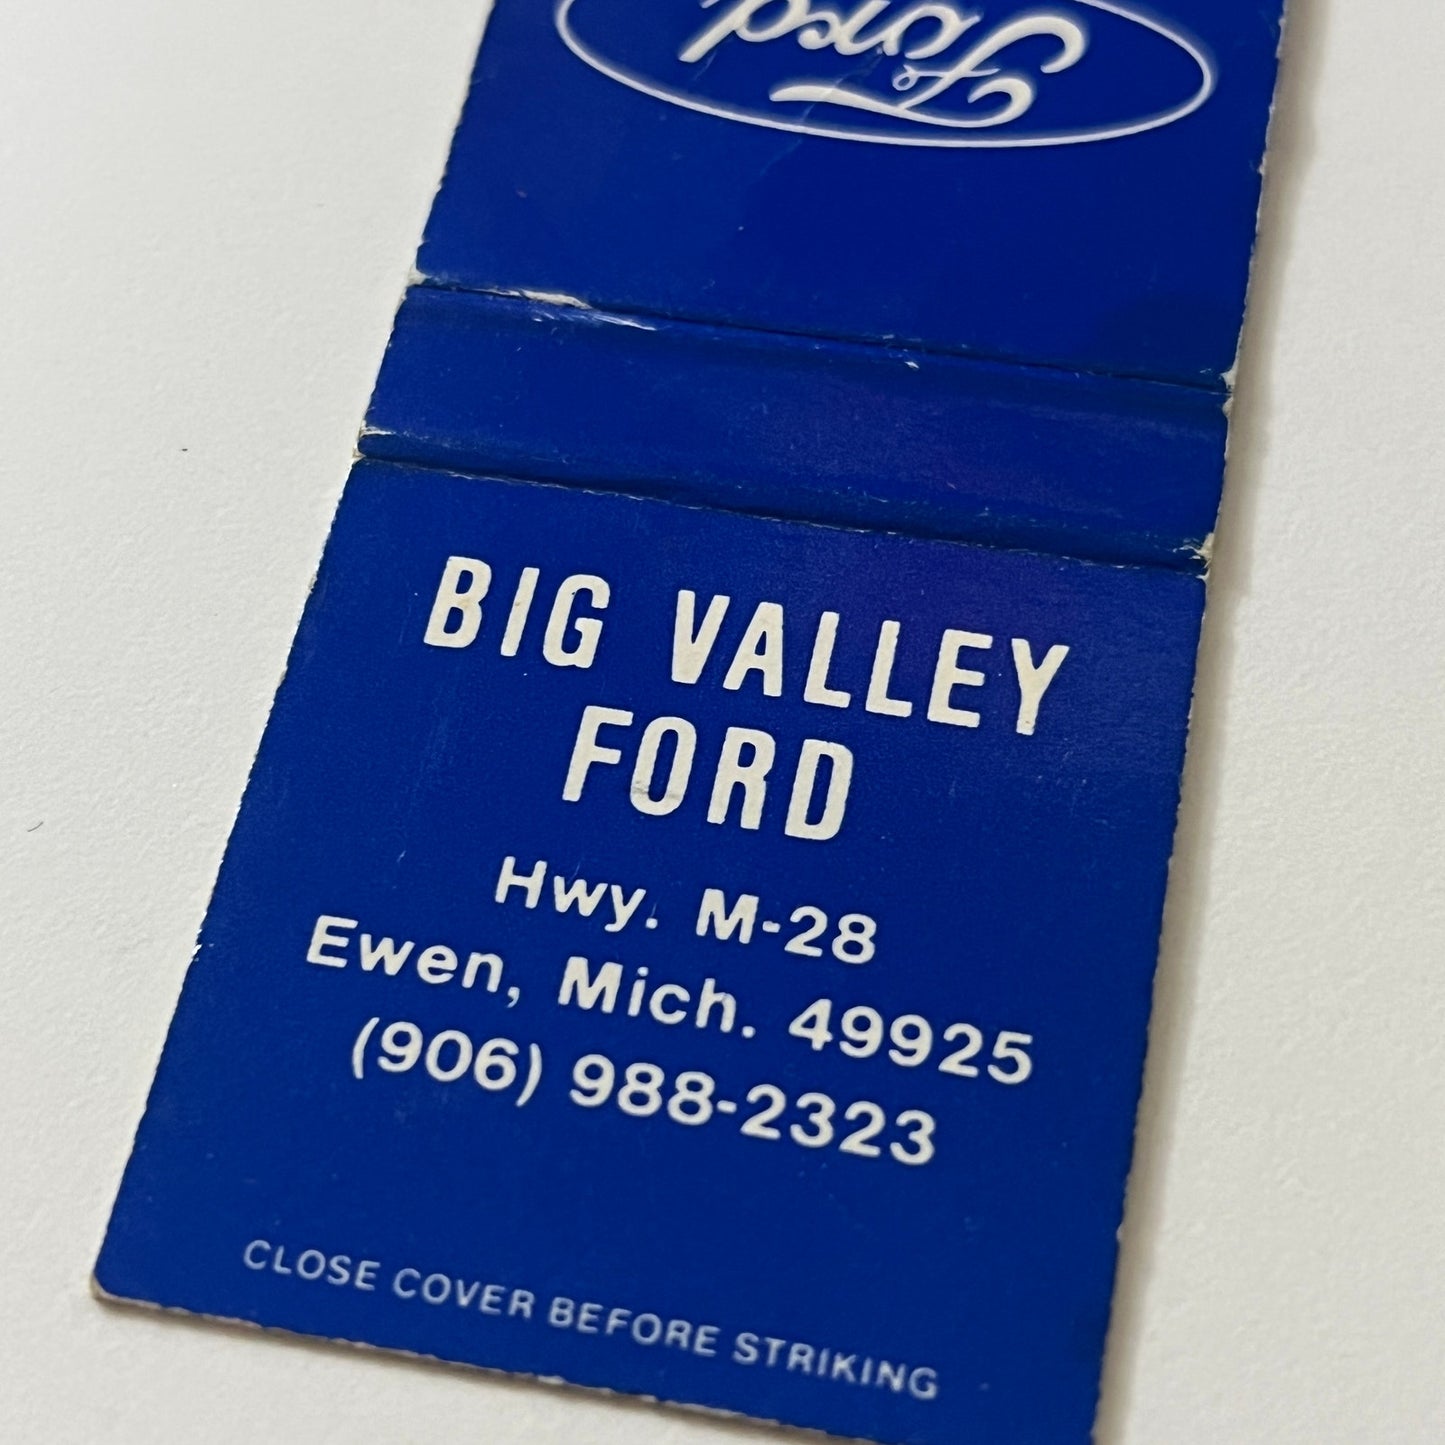 Ford
BIG VALLEY
FORD
Hwy. M-28
Ewen, Mich. 49925
(906) 988-2323
CLOSE COVER BEFORE STRIKING